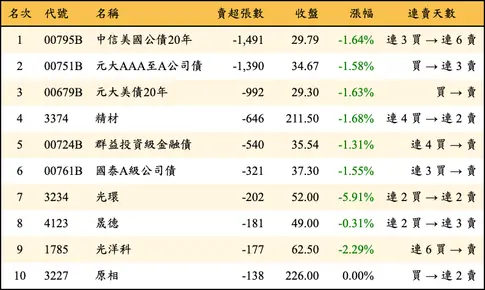 名次 代號 名稱 賣超張數 收盤 漲幅 連賣天數
1 00795B 中信美國公債20年 -1,491 29.79 -1.64% 連 3 買 → 連 6 賣
2 00751B 元大AAA至A公司債 -1,390 34.67 -1.58% 買 → 連 3 賣
3 00679B 元大美債20年 -992 29.30 -1.63% 買 → 賣
4 3374 精材 -646 211.50 -1.68% 連 4 買 → 連 2 賣
5 00724B 群益投資級金融債 -540 35.54 -1.31% 連 4 買 → 賣
6 00761B 國泰A級公司債 -321 37.30 -1.55% 連 3 買 → 賣
7 3234 光環 -202 52.00 -5.91% 連 2 買 → 連 2 賣
8 4123 晟德 -181 49.00 -0.31% 連 2 買 → 連 3 賣
9 1785 光洋科 -177 62.50 -2.29% 連 6 買 → 賣
10 3227 原相 -138 226.00 0.00% 買 → 連 2 賣